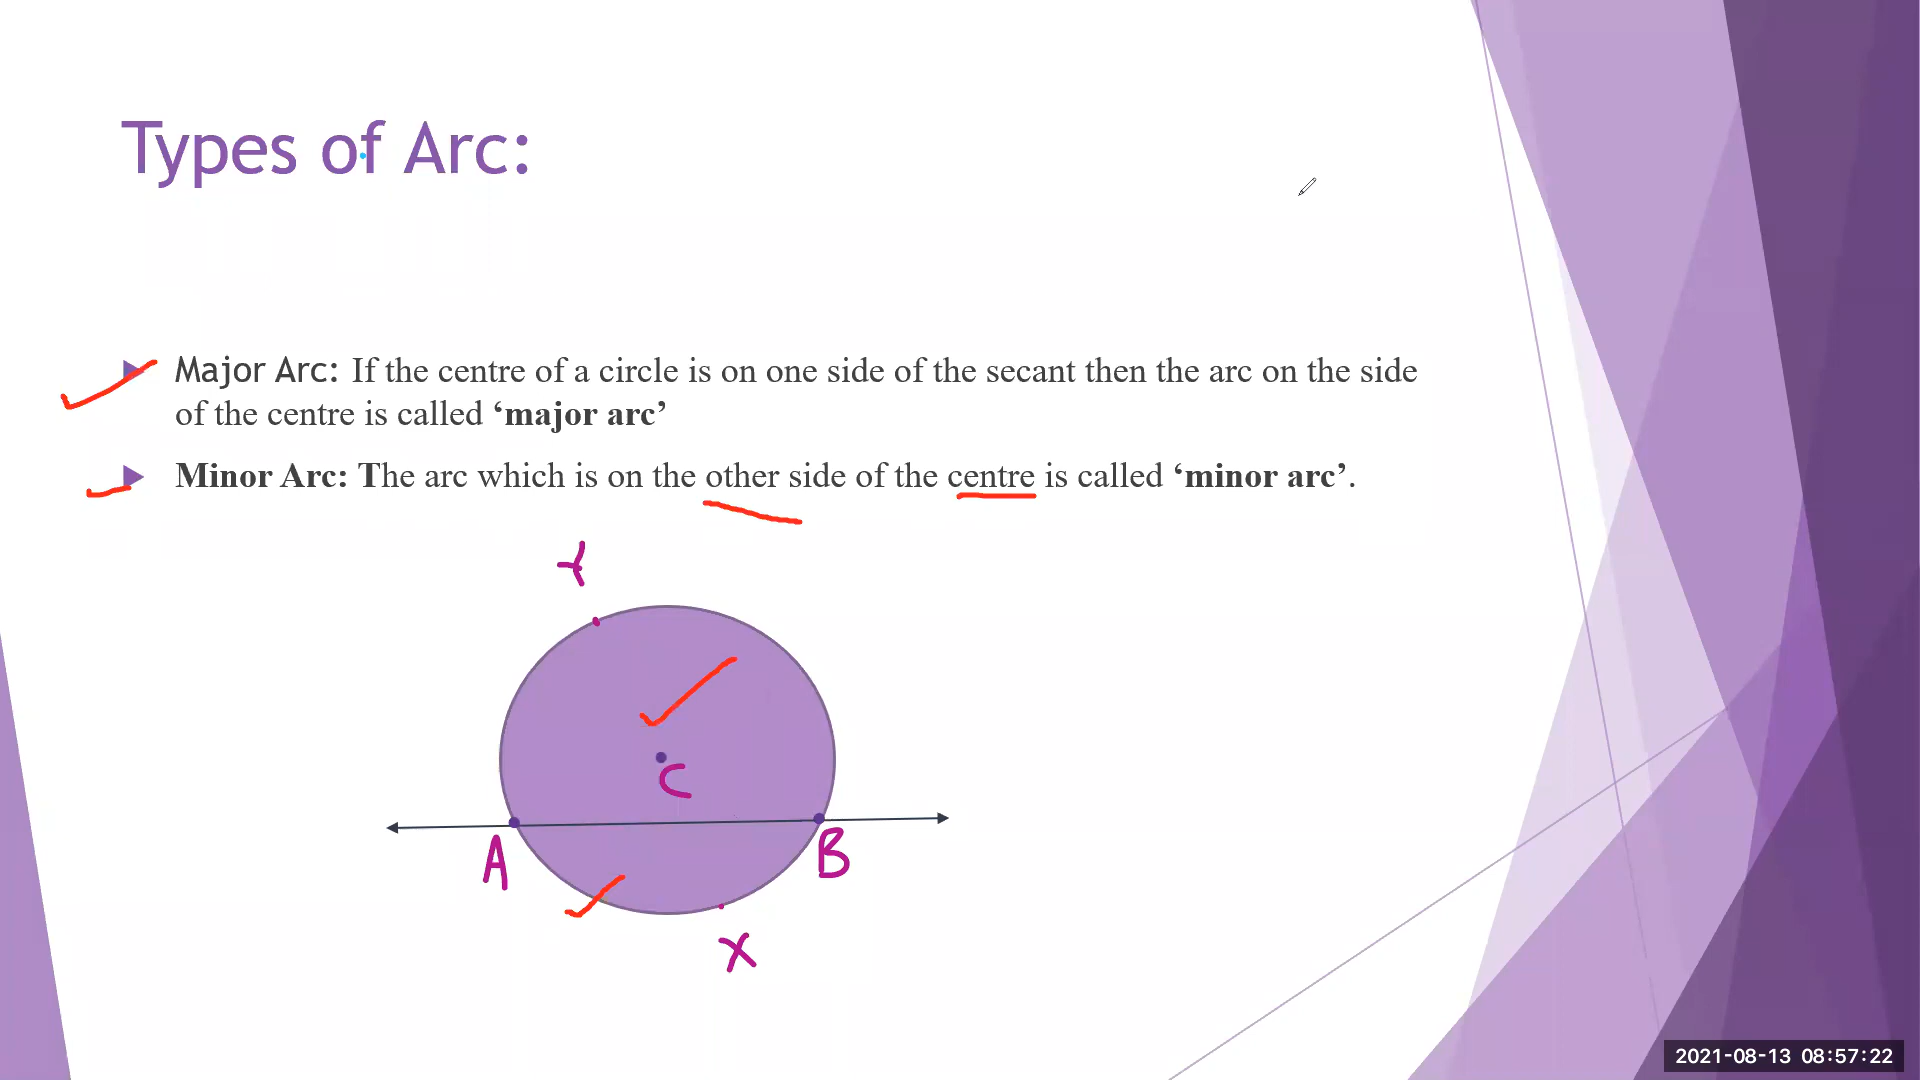 Types of Arc:
Major Arc: If the centre of a circle is on one side of the secant then the arc on the side
of the centre is called ‘major arc’
Minor Arc: The arc which is on the other side of the centre is called ‘minor arc’.
C
A
B
X
2021-08-13 08:57:22